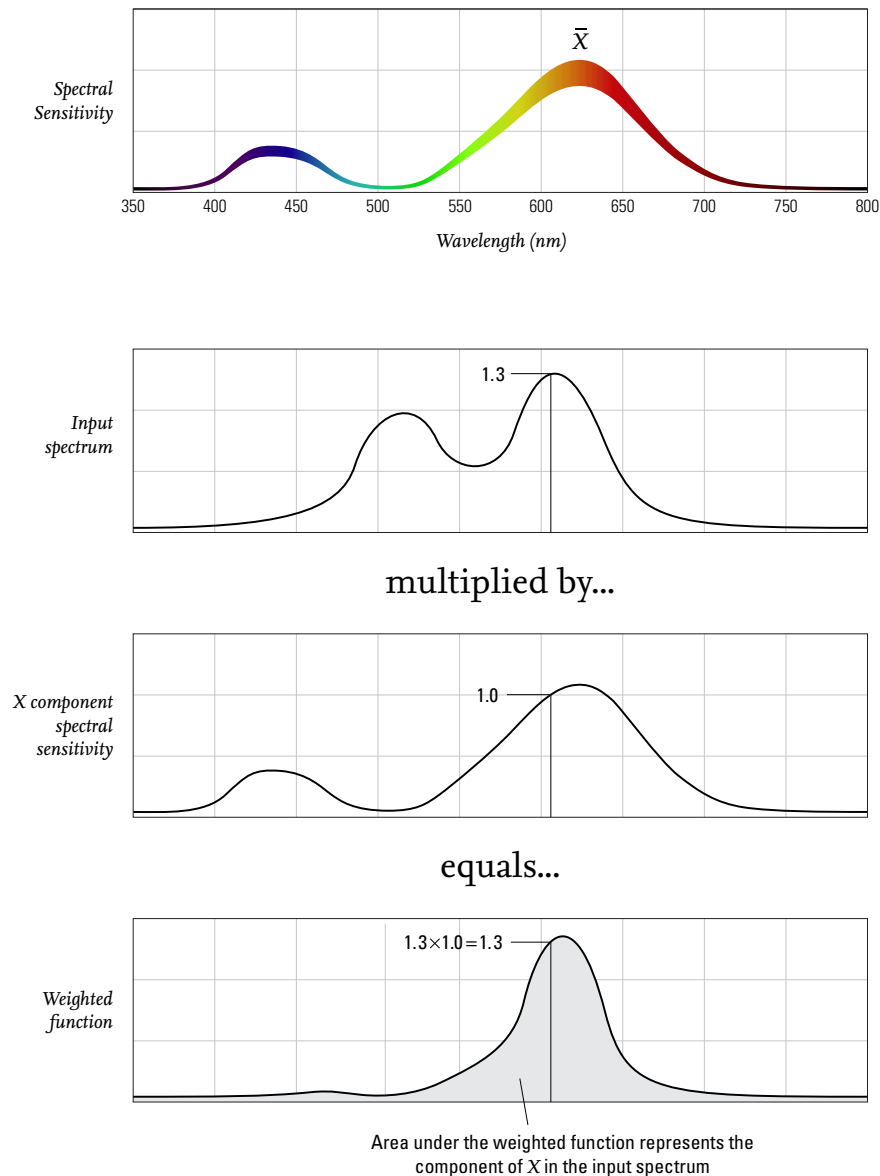 X̄
Spectral
Sensitivity
350 400 450 500 550 600 650 700 750 800
Wavelength (nm)
1.3
Input
spectrum
multiplied by...
1.0
X component
spectral
sensitivity
equals...
1.3×1.0=1.3
Weighted
function
Area under the weighted function represents the
component of X in the input spectrum